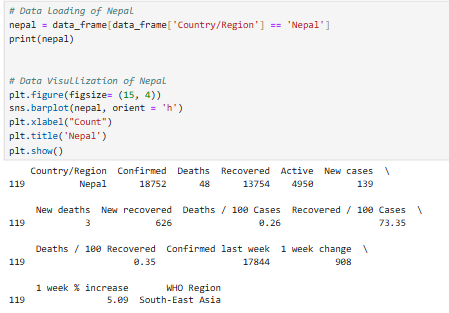 # Data Loading of Nepal
nepal = data_frame[data_frame['Country/Region'] == 'Nepal']
print(nepal)
# Data Visullization of Nepal
plt.figure(figsize= (15, 4))
sns.barplot(nepal, orient = 'h')
plt.xlabel("Count")
plt.title('Nepal')
plt.show()
Country/Region Confirmed Deaths Recovered Active New cases \
119 Nepal 18752 48 13754 4950 139
New deaths New recovered Deaths / 100 Cases Recovered / 100 Cases \
119 3 626 0.26 73.35
Deaths / 100 Recovered Confirmed last week 1 week change \
119 0.35 17844 908
1 week % increase WHO Region
119 5.09 South-East Asia